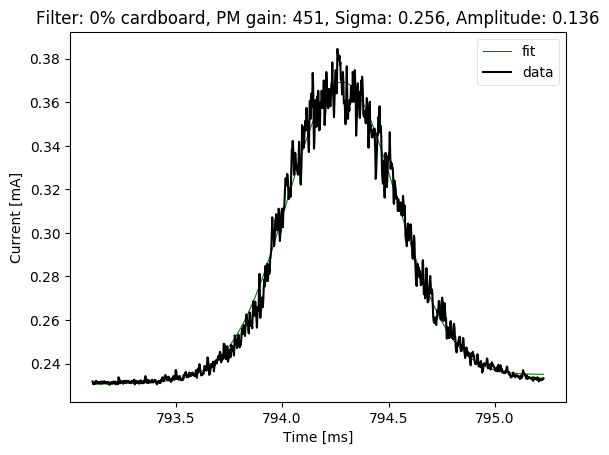 Filter: 0% cardboard, PM gain: 451, Sigma: 0.256, Amplitude: 0.136
fit
data
0.38
0.36
0.34
0.32
0.30
0.28
0.26
0.24
Current [mA]
793.5 794.0 794.5 795.0
Time [ms]